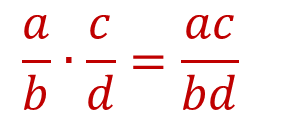 a/b · c/d = ac/bd